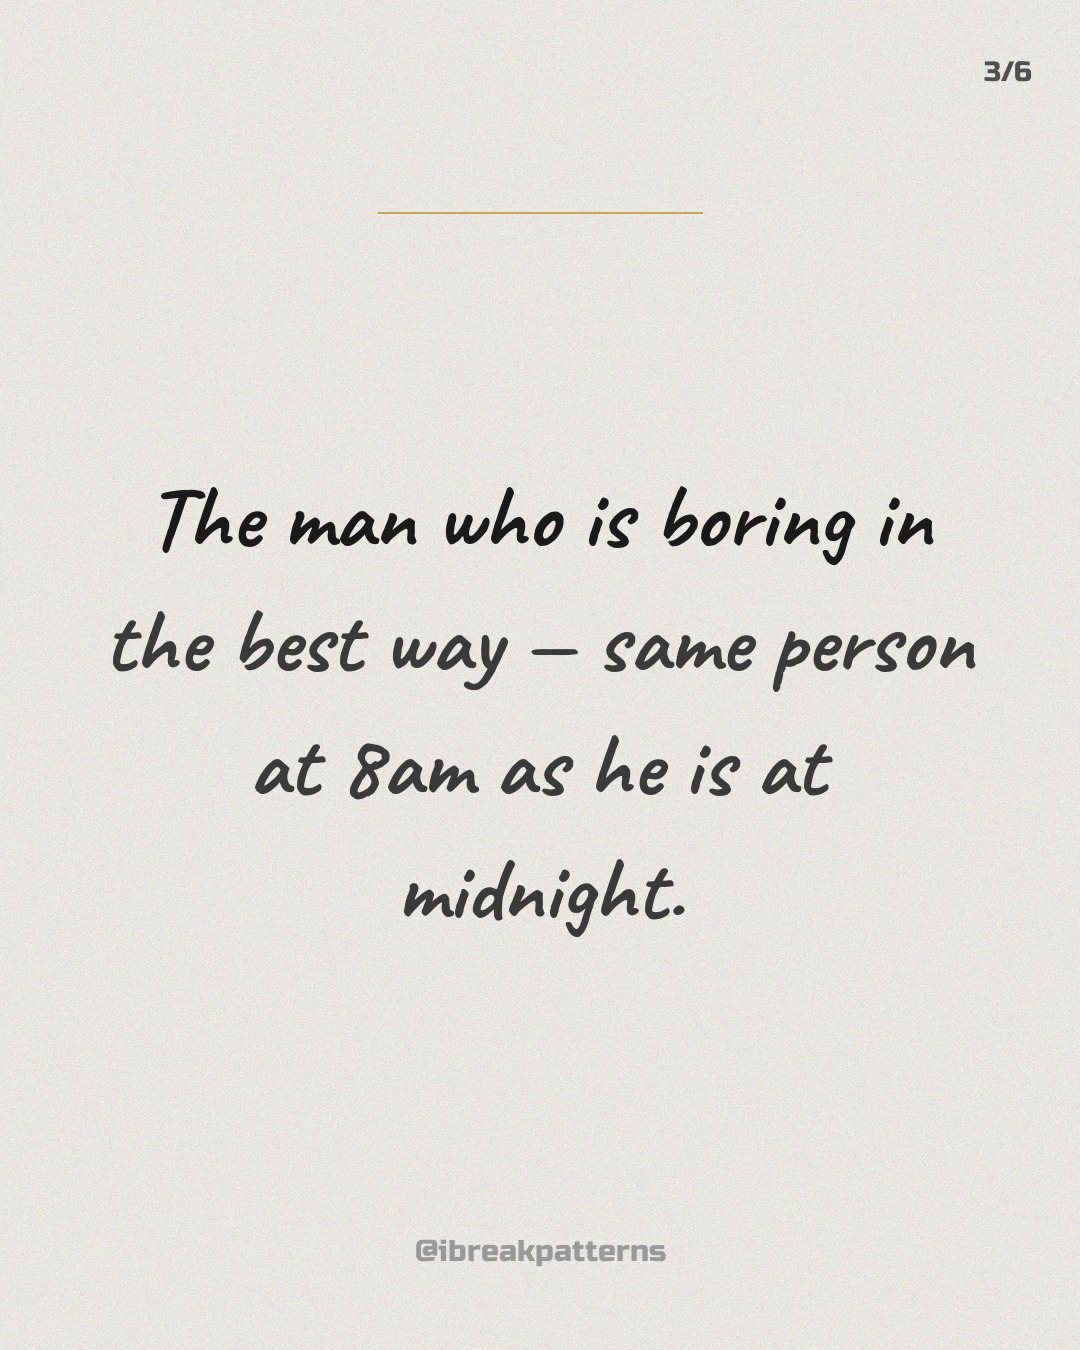 3/6
The man who is boring in
the best way — same person
at 8am as he is at
midnight.
@ibreakpatterns